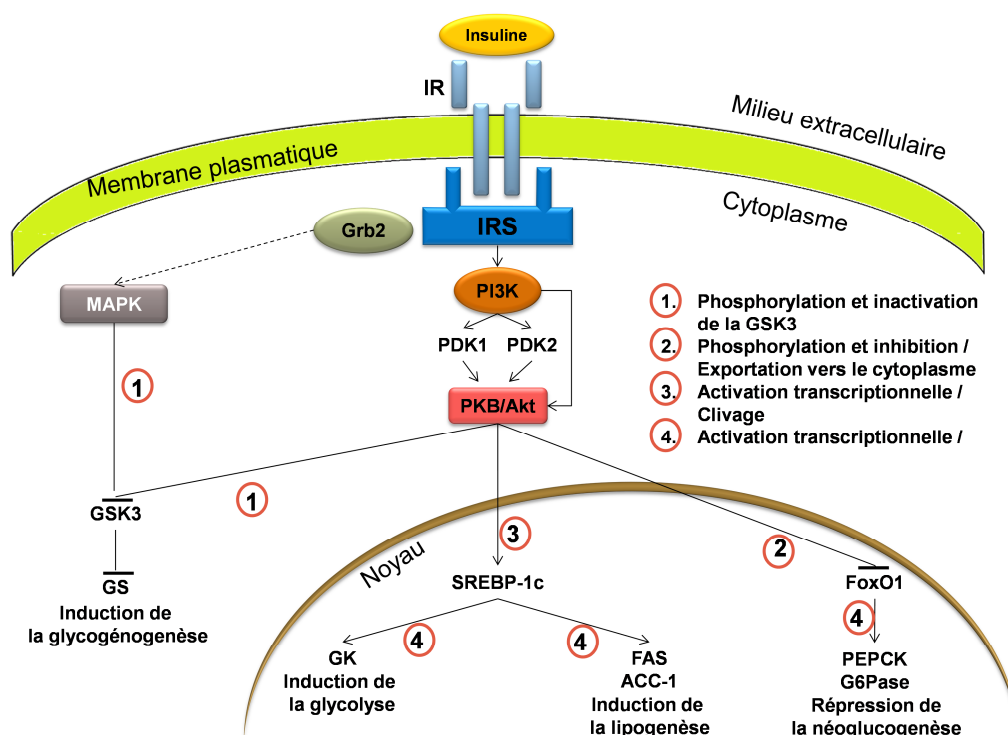 Insuline
IR
Milieu extracellulaire
Membrane plasmatique
Cytoplasme
Grb2
IRS
MAPK
PI3K
PDK1
PDK2
PKB/Akt
1. Phosphorylation et inactivation
de la GSK3
2. Phosphorylation et inhibition /
Exportation vers le cytoplasme
3. Activation transcriptionnelle /
Clivage
4. Activation transcriptionnelle /
1
1
3
2
GSK3
GS
Induction de
la glycogénogenèse
Noyau
SREBP-1c
FoxO1
4
4
4
GK
Induction de
la glycolyse
FAS
ACC-1
Induction de
la lipogenèse
PEPCK
G6Pase
Répression de
la néoglucogenèse